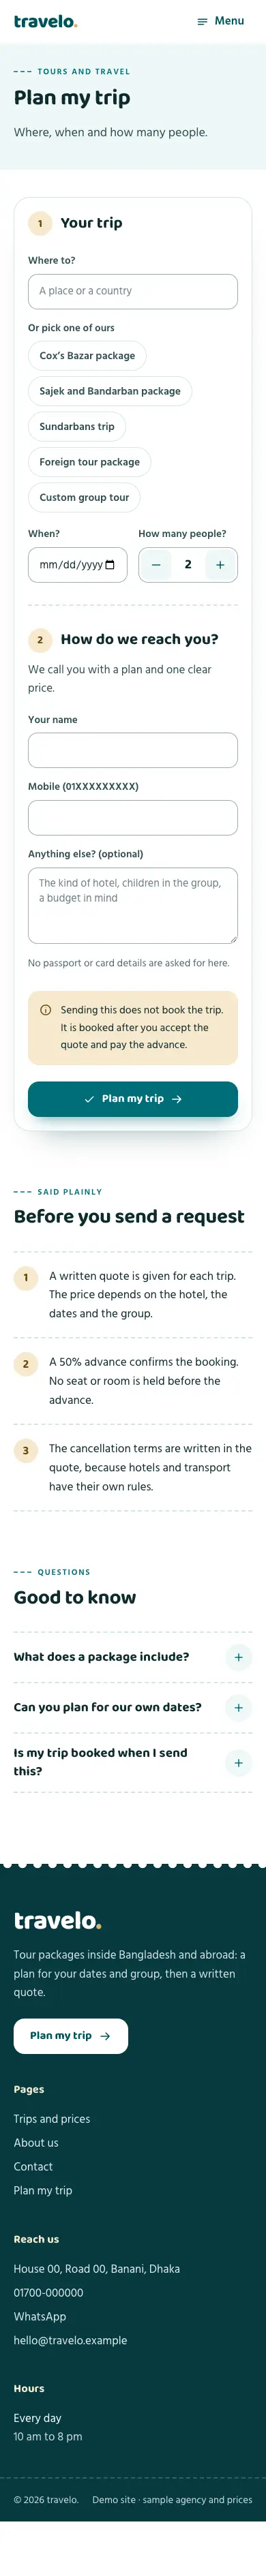 travelo.
Menu
TOURS AND TRAVEL
Plan my trip
Where, when and how many people.
1 Your trip
Where to?
A place or a country
Or pick one of ours
Cox's Bazar package
Sajek and Bandarban package
Sundarbans trip
Foreign tour package
Custom group tour
When? How many people?
mm/dd/yyyy − 2 +
2 How do we reach you?
We call you with a plan and one clear
price.
Your name
Mobile (01XXXXXXXXX)
Anything else? (optional)
The kind of hotel, children in the group,
a budget in mind
No passport or card details are asked for here.
Sending this does not book the trip.
It is booked after you accept the
quote and pay the advance.
Plan my trip
SAID PLAINLY
Before you send a request
1 A written quote is given for each trip.
The price depends on the hotel, the
dates and the group.
2 A 50% advance confirms the booking.
No seat or room is held before the
advance.
3 The cancellation terms are written in the
quote, because hotels and transport
have their own rules.
QUESTIONS
Good to know
What does a package include? +
Can you plan for our own dates? +
Is my trip booked when I send
this? +
travelo.
Tour packages inside Bangladesh and abroad: a
plan for your dates and group, then a written
quote.
Plan my trip
Pages
Trips and prices
About us
Contact
Plan my trip
Reach us
House 00, Road 00, Banani, Dhaka
01700-000000
WhatsApp
hello@travelo.example
Hours
Every day
10 am to 8 pm
© 2026 travelo. Demo site · sample agency and prices